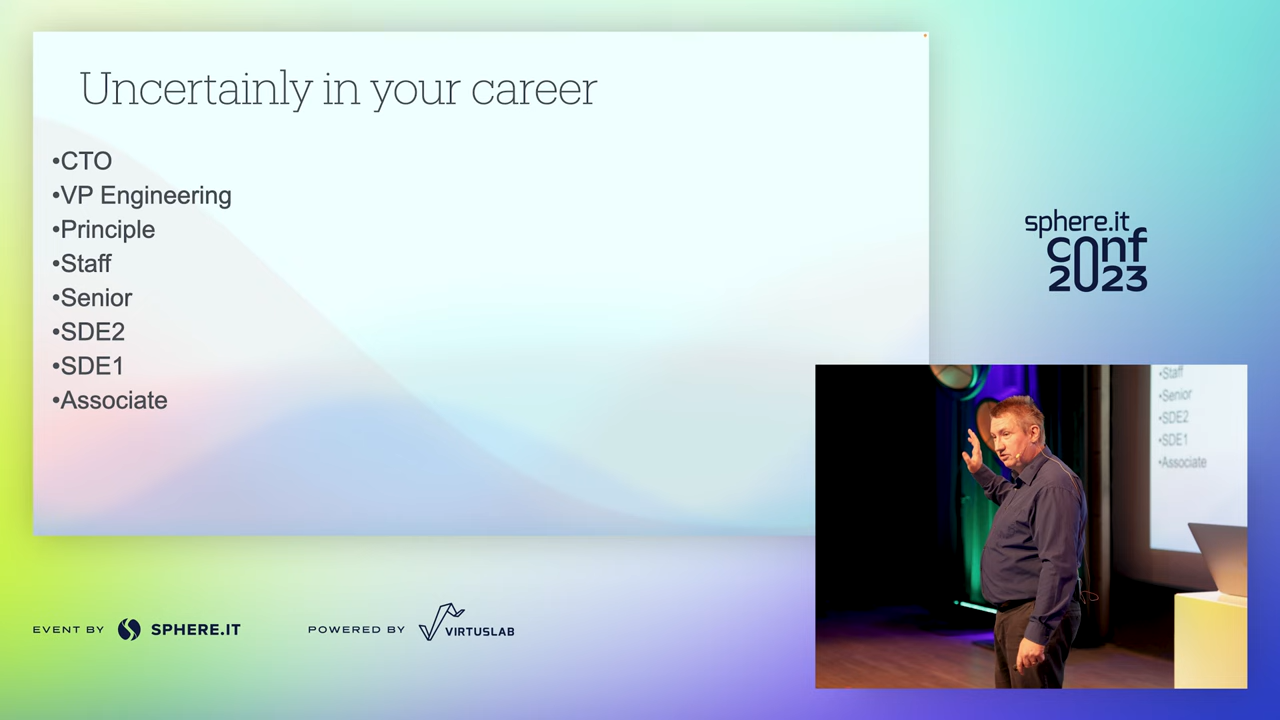 Uncertainly in your career
•CTO
•VP Engineering
•Principle
•Staff
•Senior
•SDE2
•SDE1
•Associate
sphere.it
conf
2023
•Staff
•Senior
•SDE2
•SDE1
•Associate
EVENT BY SPHERE.IT
POWERED BY VIRTUSLAB